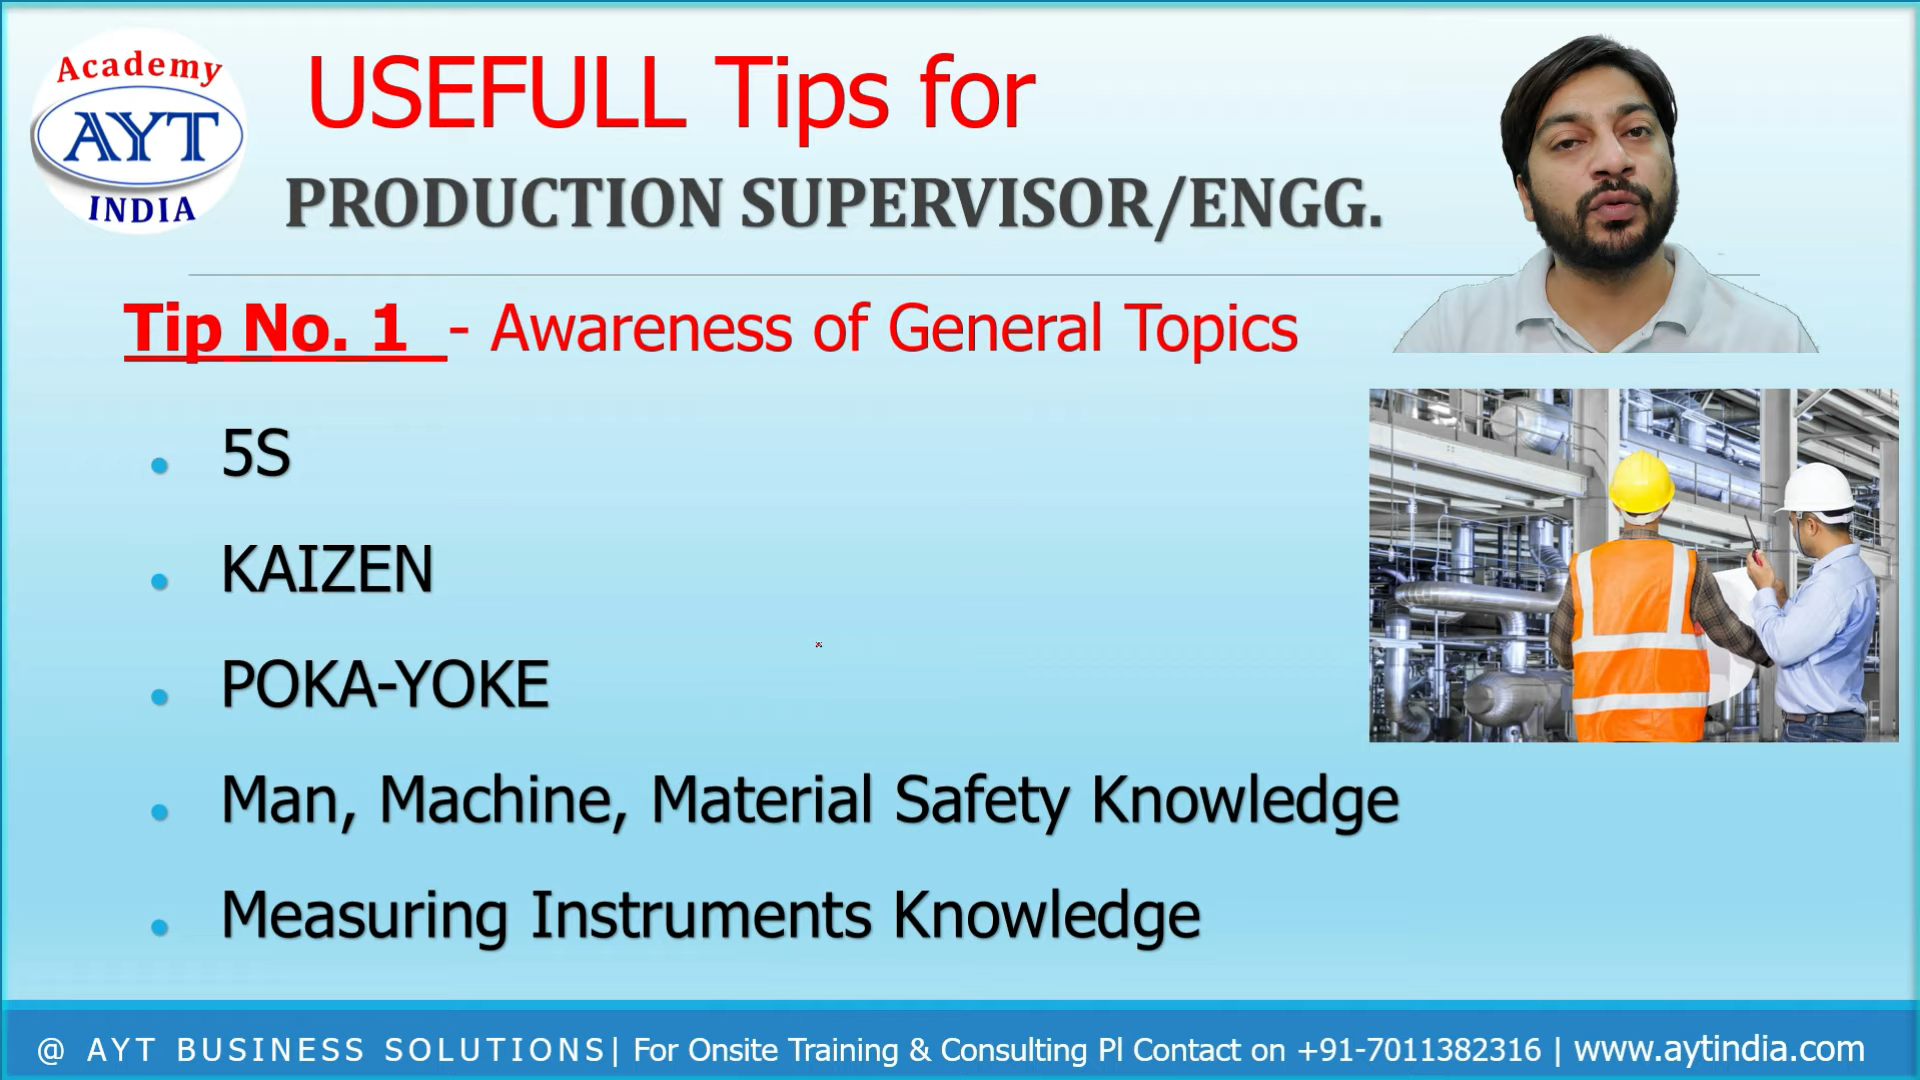 Academy
AYT
INDIA
USEFULL Tips for
PRODUCTION SUPERVISOR/ENGG.
Tip No. 1 - Awareness of General Topics
• 5S
• KAIZEN
• POKA-YOKE
• Man, Machine, Material Safety Knowledge
• Measuring Instruments Knowledge
@ AYT BUSINESS SOLUTIONS| For Onsite Training & Consulting Pl Contact on +91-7011382316 | www.aytindia.com